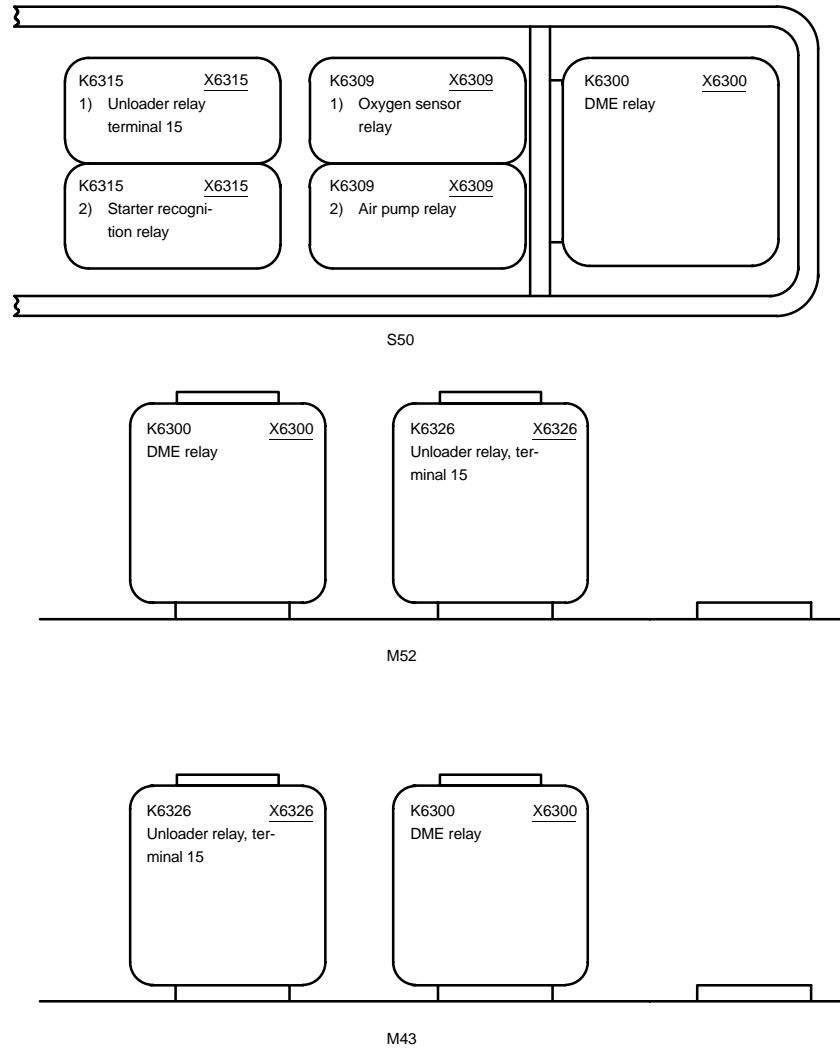 K6315 X6315
1) Unloader relay
terminal 15
K6309 X6309
1) Oxygen sensor
relay
K6300 X6300
DME relay
K6315 X6315
2) Starter recogni-
tion relay
K6309 X6309
2) Air pump relay
S50
K6300 X6300
DME relay
K6326 X6326
Unloader relay, ter-
minal 15
M52
K6326 X6326
Unloader relay, ter-
minal 15
K6300 X6300
DME relay
M43